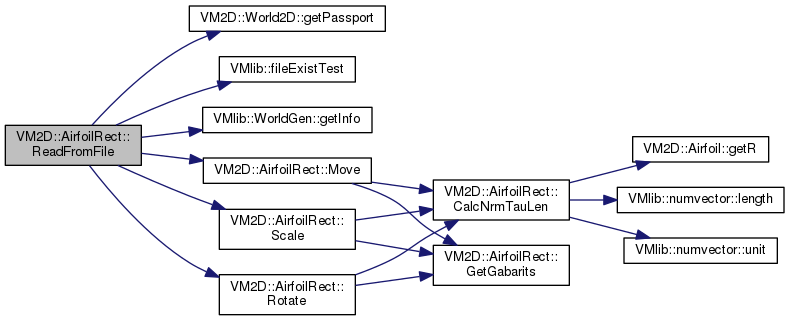 VM2D::AirfoilRect::
ReadFromFile
VM2D::World2D::getPassport
VMlib::fileExistTest
VMlib::WorldGen::getInfo
VM2D::AirfoilRect::Move
VM2D::AirfoilRect::
Scale
VM2D::AirfoilRect::
Rotate
VM2D::AirfoilRect::
CalcNrmTauLen
VM2D::AirfoilRect::
GetGabarits
VM2D::Airfoil::getR
VMlib::numvector::length
VMlib::numvector::unit